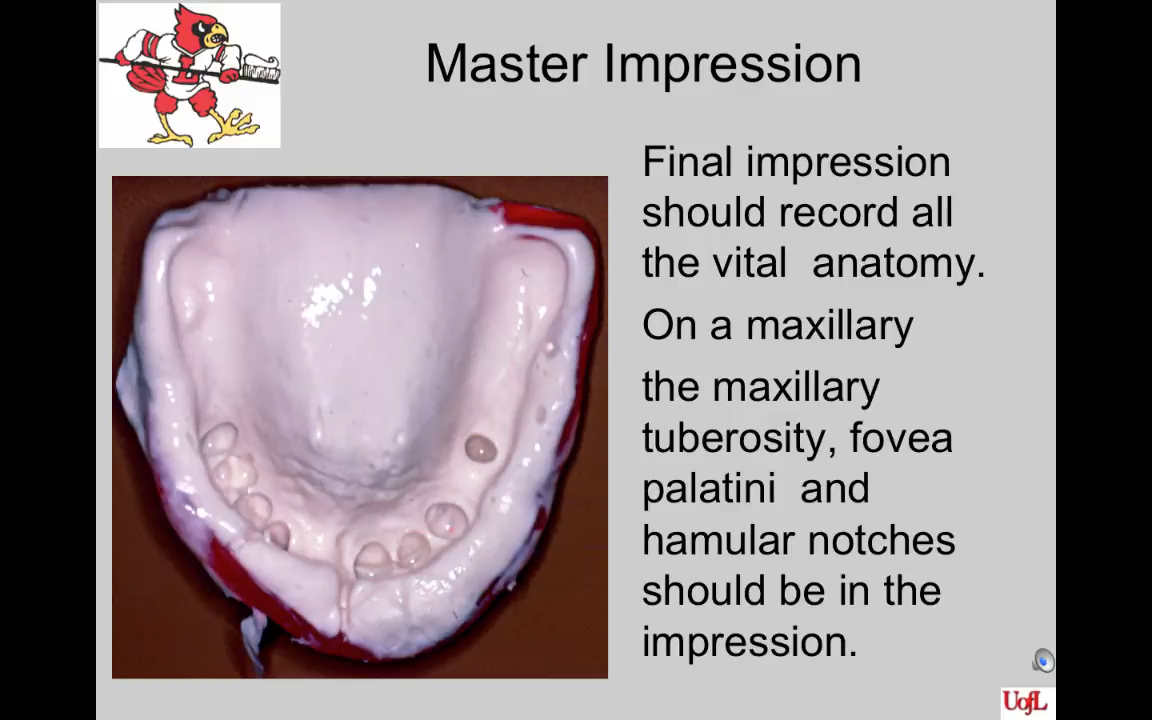 Master Impression
Final impression
should record all
the vital anatomy.
On a maxillary
the maxillary
tuberosity, fovea
palatini and
hamular notches
should be in the
impression.
UofL